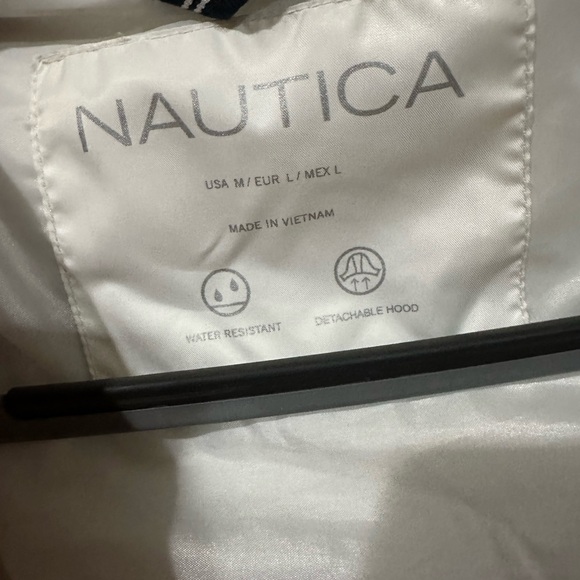 NAUTICA
USA M / EUR L / MEX L
MADE IN VIETNAM
WATER RESISTANT
DETACHABLE HOOD